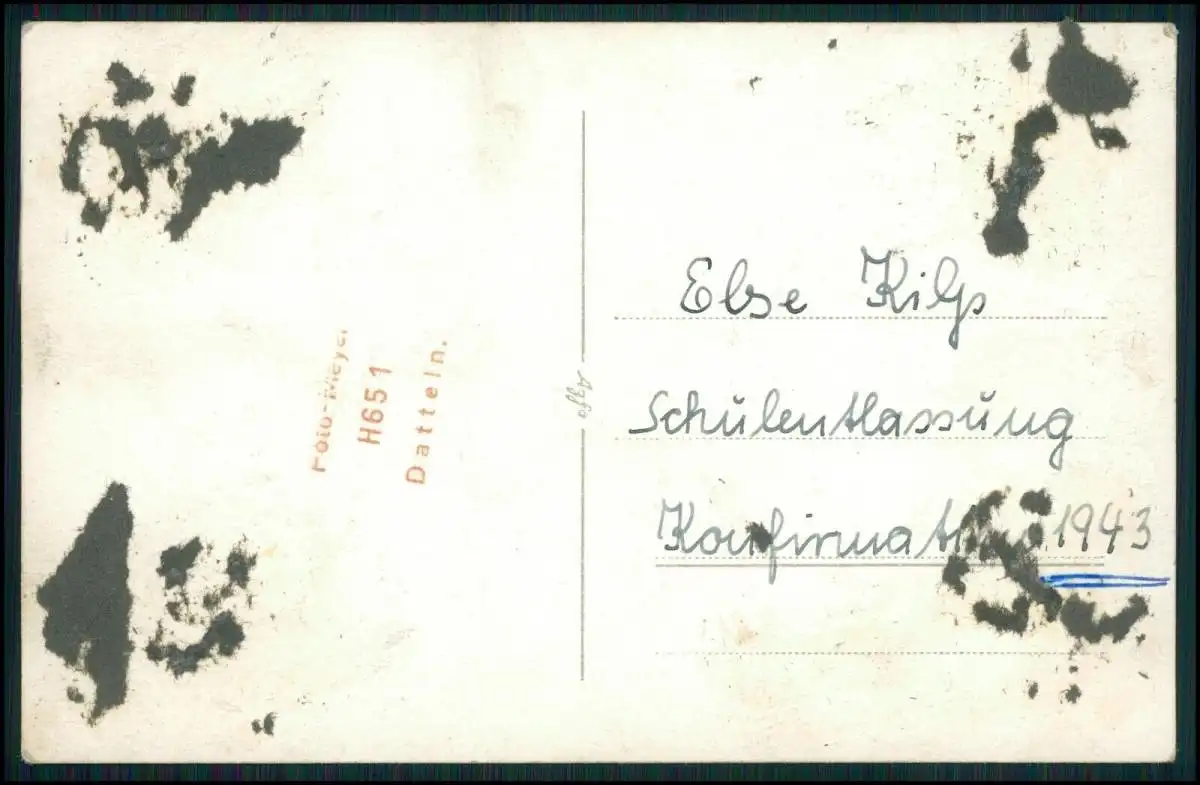 Foto-Meyer
H651
Datteln.
Agfa
Else Kilp
Schulentlassung
Konfirmation 1943